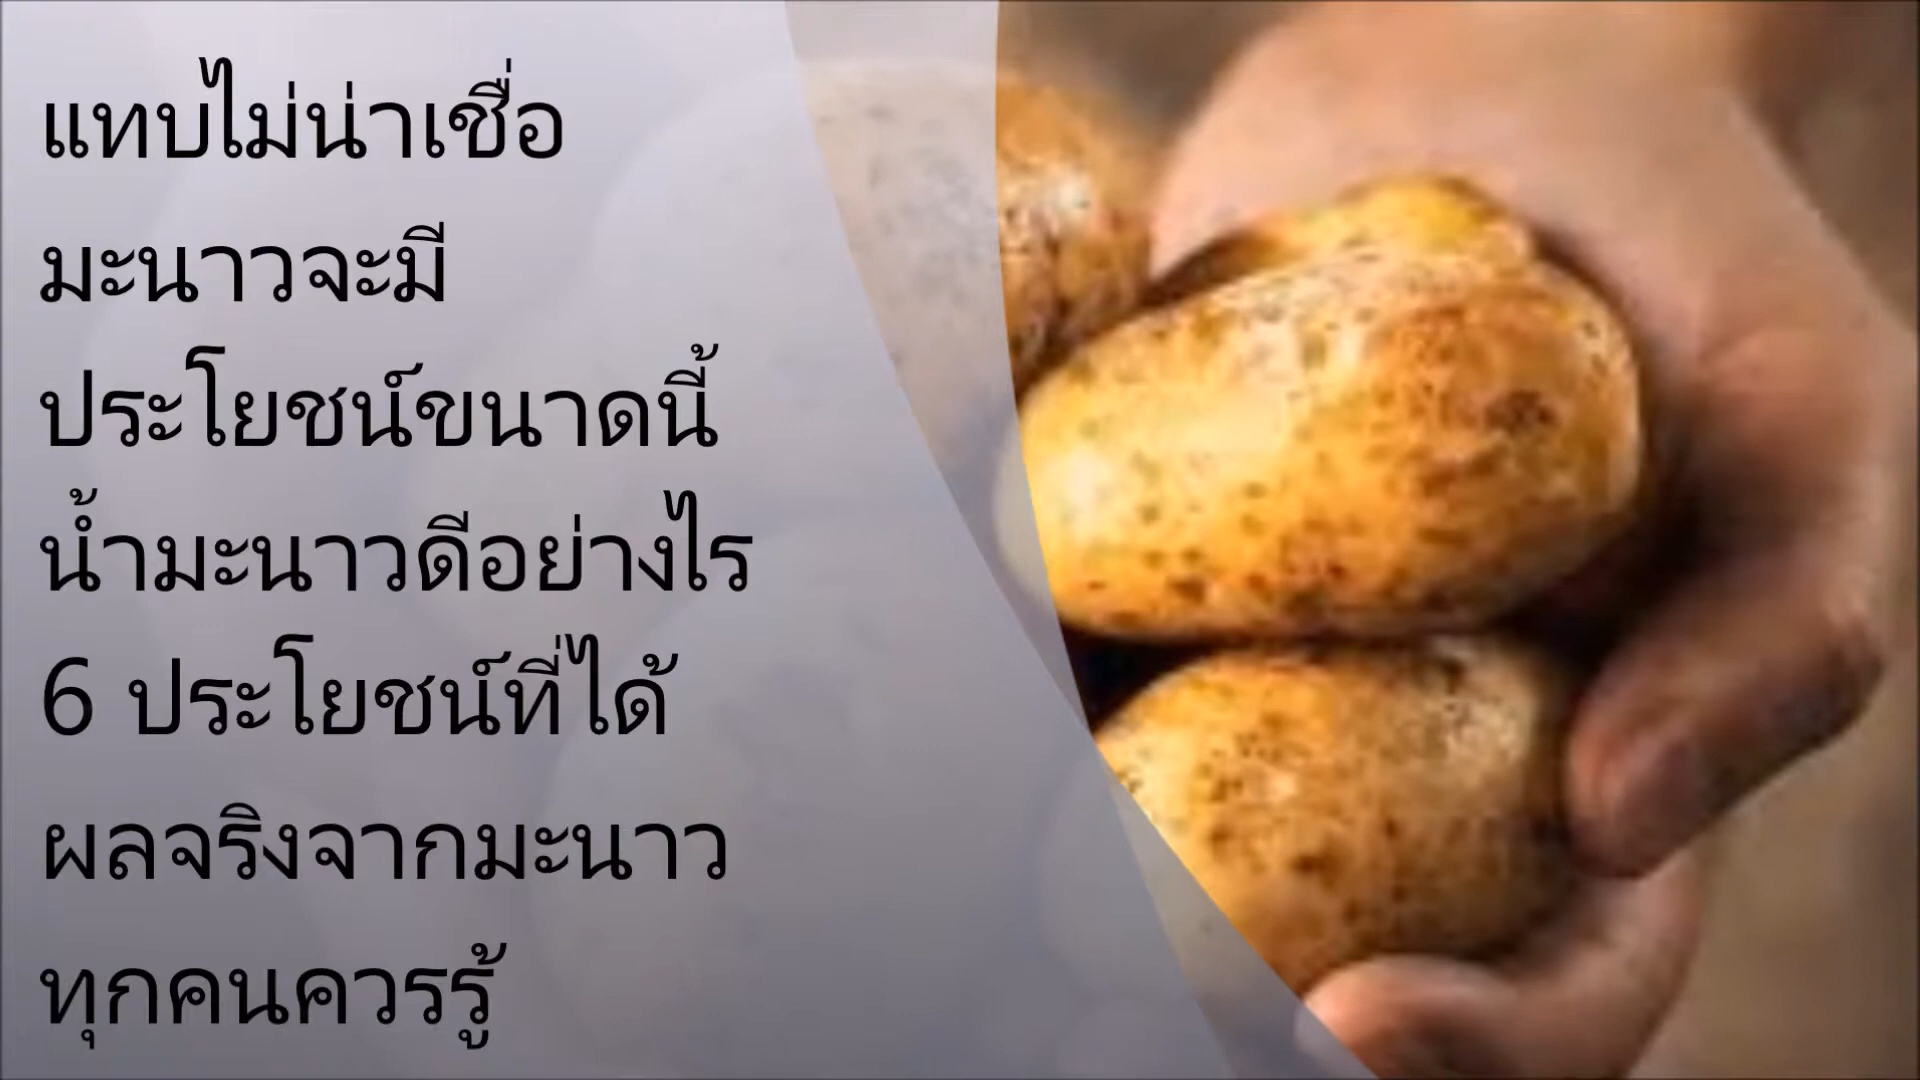 แทบไม่น่าเชื่อ
มะนาวจะมี
ประโยชน์ขนาดนี้
น้ำมะนาวดีอย่างไร
6 ประโยชน์ที่ได้
ผลจริงจากมะนาว
ทุกคนควรรู้